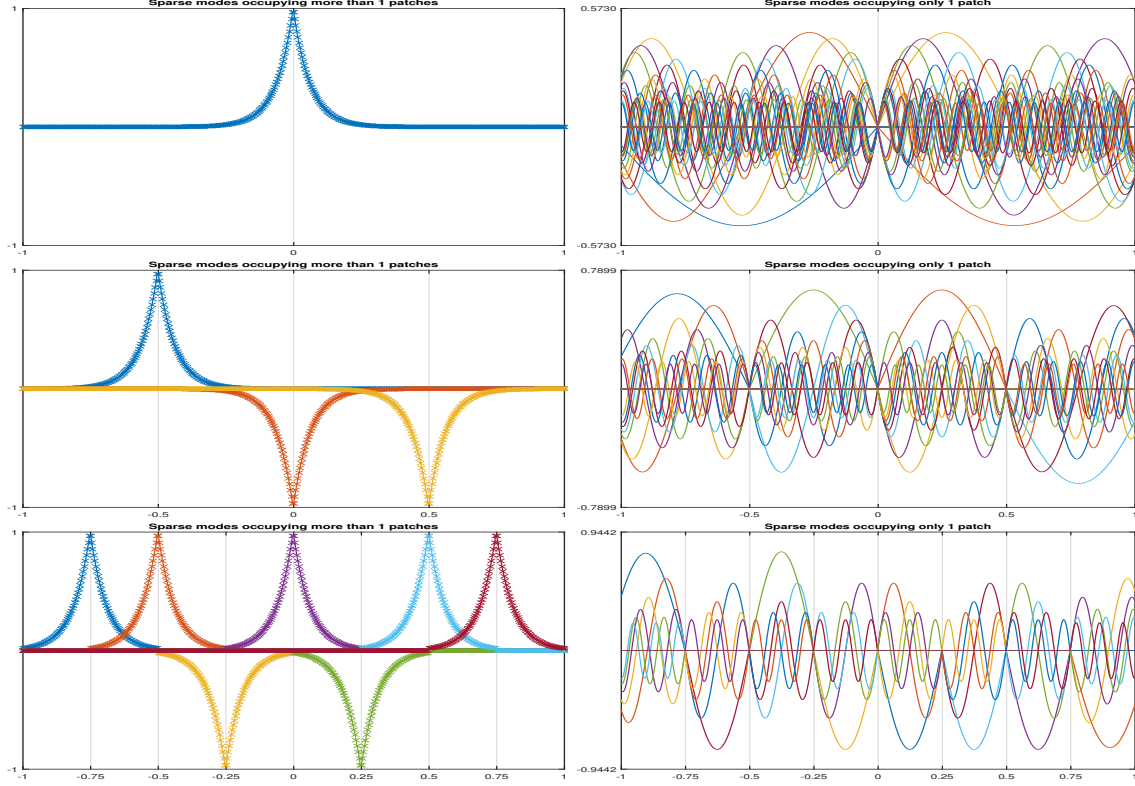 Sparse modes occupying more than 1 patches
1
-1
-1 0 1
Sparse modes occupying only 1 patch
0.5730
-0.5730
-1 0 1
Sparse modes occupying more than 1 patches
1
-1
-1 -0.5 0 0.5 1
Sparse modes occupying only 1 patch
0.7899
-0.7899
-1 -0.5 0 0.5 1
Sparse modes occupying more than 1 patches
1
-1
-1 -0.75 -0.5 -0.25 0 0.25 0.5 0.75 1
Sparse modes occupying only 1 patch
0.9442
-0.9442
-1 -0.75 -0.5 -0.25 0 0.25 0.5 0.75 1